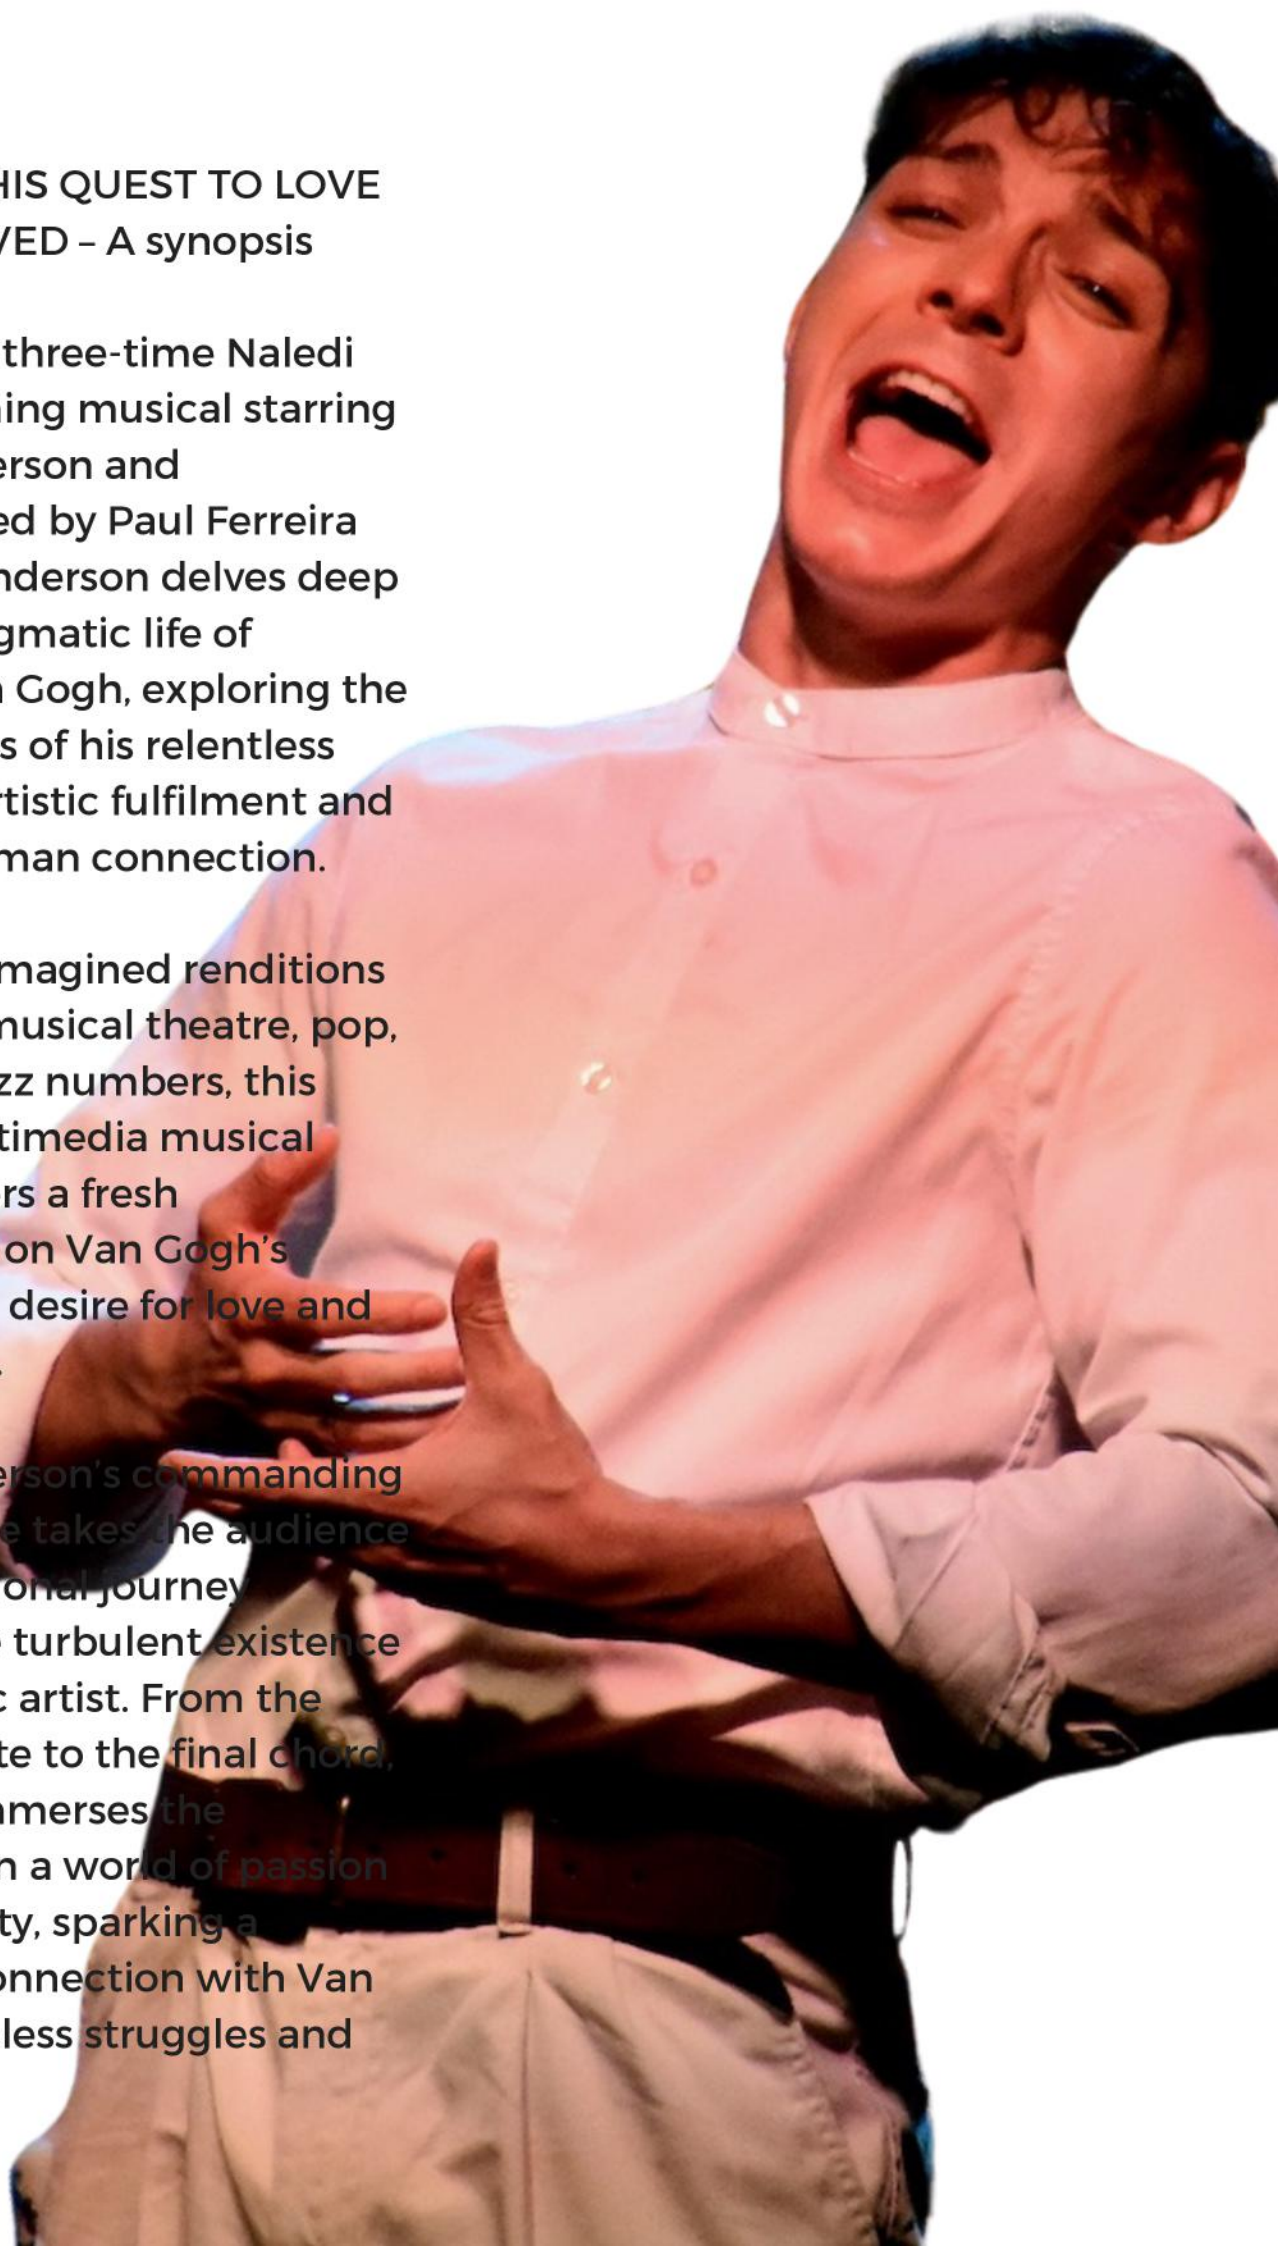 HIS QUEST TO LOVE
VED – A synopsis
three-time Naledi
ing musical starring
erson and
ed by Paul Ferreira
nderson delves deep
gmatic life of
Gogh, exploring the
s of his relentless
rtistic fulfilment and
man connection.
magined renditions
musical theatre, pop,
zz numbers, this
timedia musical
rs a fresh
on Van Gogh's
desire for love and
.
erson's commanding
e takes the audience
onal journey
turbulent existence
c artist. From the
te to the final chord,
mmerses the
n a world of passion
ty, sparking a
onnection with Van
less struggles and